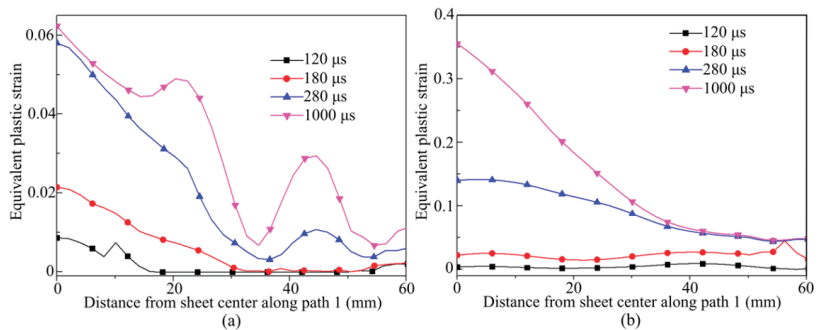 0.06
0.04
0.02
0
Equivalent plastic strain
120 μs
180 μs
280 μs
1000 μs
0 20 40 60
Distance from sheet center along path 1 (mm)
(a)
0.4
0.3
0.2
0.1
0
Equivalent plastic strain
120 μs
180 μs
280 μs
1000 μs
0 10 20 30 40 50 60
Distance from sheet center along path 1 (mm)
(b)